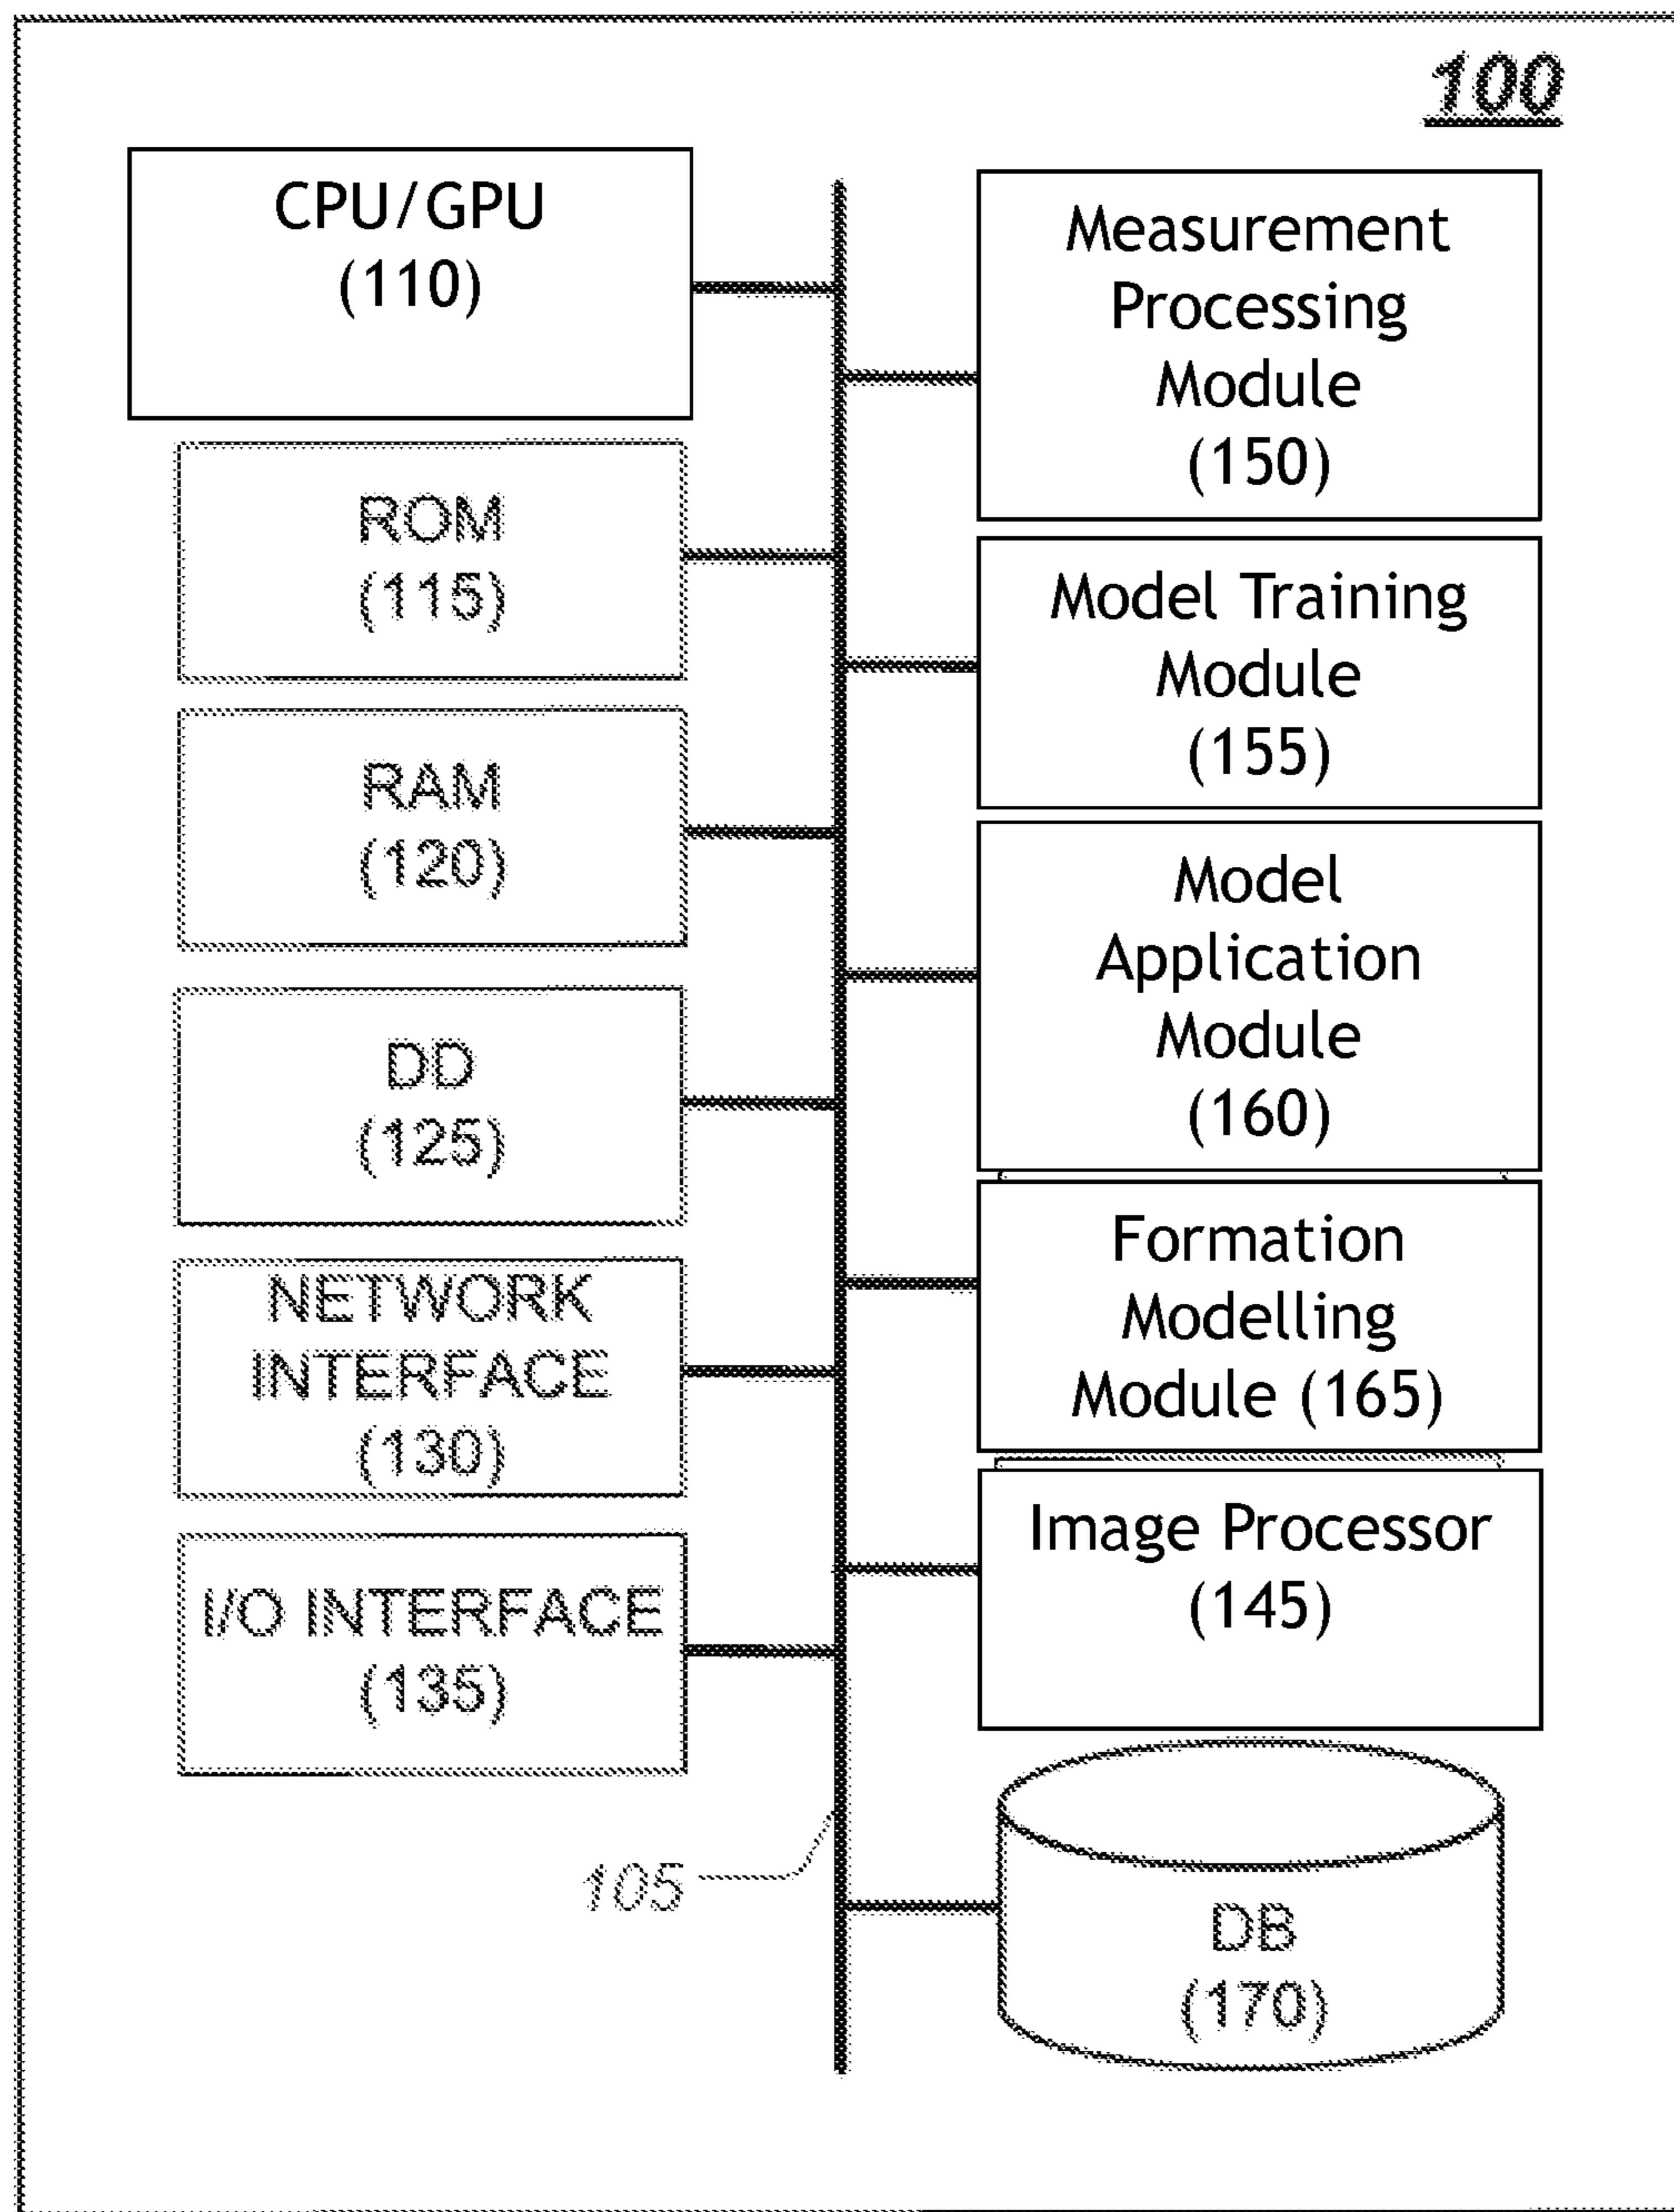 100
CPU/GPU
(110)
ROM
(115)
RAM
(120)
DD
(125)
NETWORK
INTERFACE
(130)
I/O INTERFACE
(135)
105
Measurement
Processing
Module
(150)
Model Training
Module
(155)
Model
Application
Module
(160)
Formation
Modelling
Module (165)
Image Processor
(145)
DB
(170)